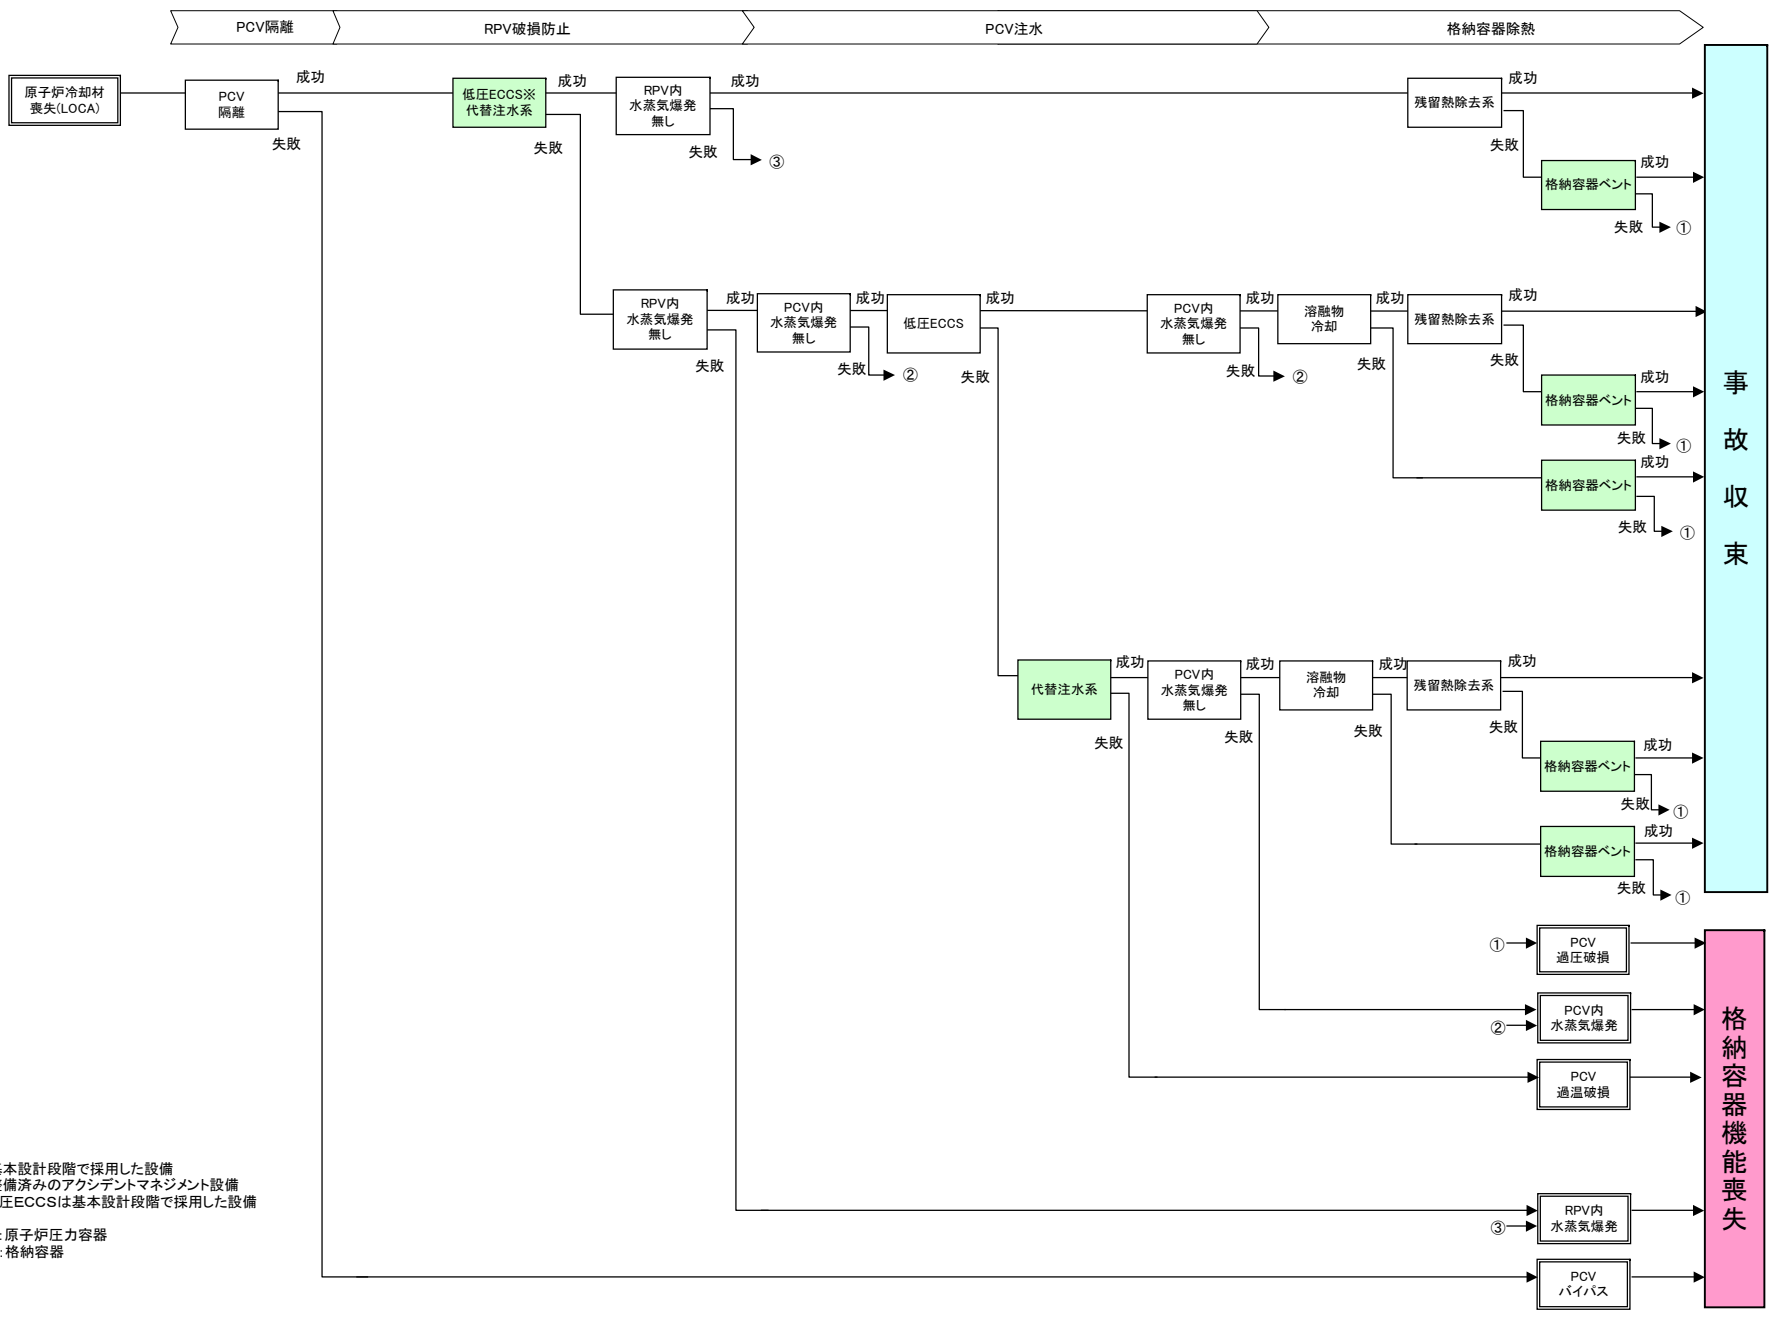 PCV隔離
RPV破損防止
PCV注水
格納容器除熱
原子炉冷却材
喪失(LOCA)
PCV
隔離
成功
失敗
低圧ECCS※
代替注水系
成功
失敗
RPV内
水蒸気爆発
無し
成功
失敗
③
残留熱除去系
成功
失敗
格納容器ベント
成功
失敗
①
RPV内
水蒸気爆発
無し
成功
失敗
PCV内
水蒸気爆発
無し
成功
失敗
②
低圧ECCS
成功
失敗
PCV内
水蒸気爆発
無し
成功
失敗
②
溶融物
冷却
成功
失敗
残留熱除去系
成功
失敗
格納容器ベント
成功
失敗
①
格納容器ベント
成功
失敗
①
代替注水系
成功
失敗
PCV内
水蒸気爆発
無し
成功
失敗
溶融物
冷却
成功
失敗
残留熱除去系
成功
失敗
格納容器ベント
成功
失敗
①
格納容器ベント
成功
失敗
①
事故収束
①
PCV
過圧破損
②
PCV内
水蒸気爆発
PCV
過温破損
③
RPV内
水蒸気爆発
PCV
バイパス
格納容器機能喪失
本設計段階で採用した設備
備済みのアクシデントマネジメント設備
圧ECCSは基本設計段階で採用した設備
:原子炉圧力容器
:格納容器